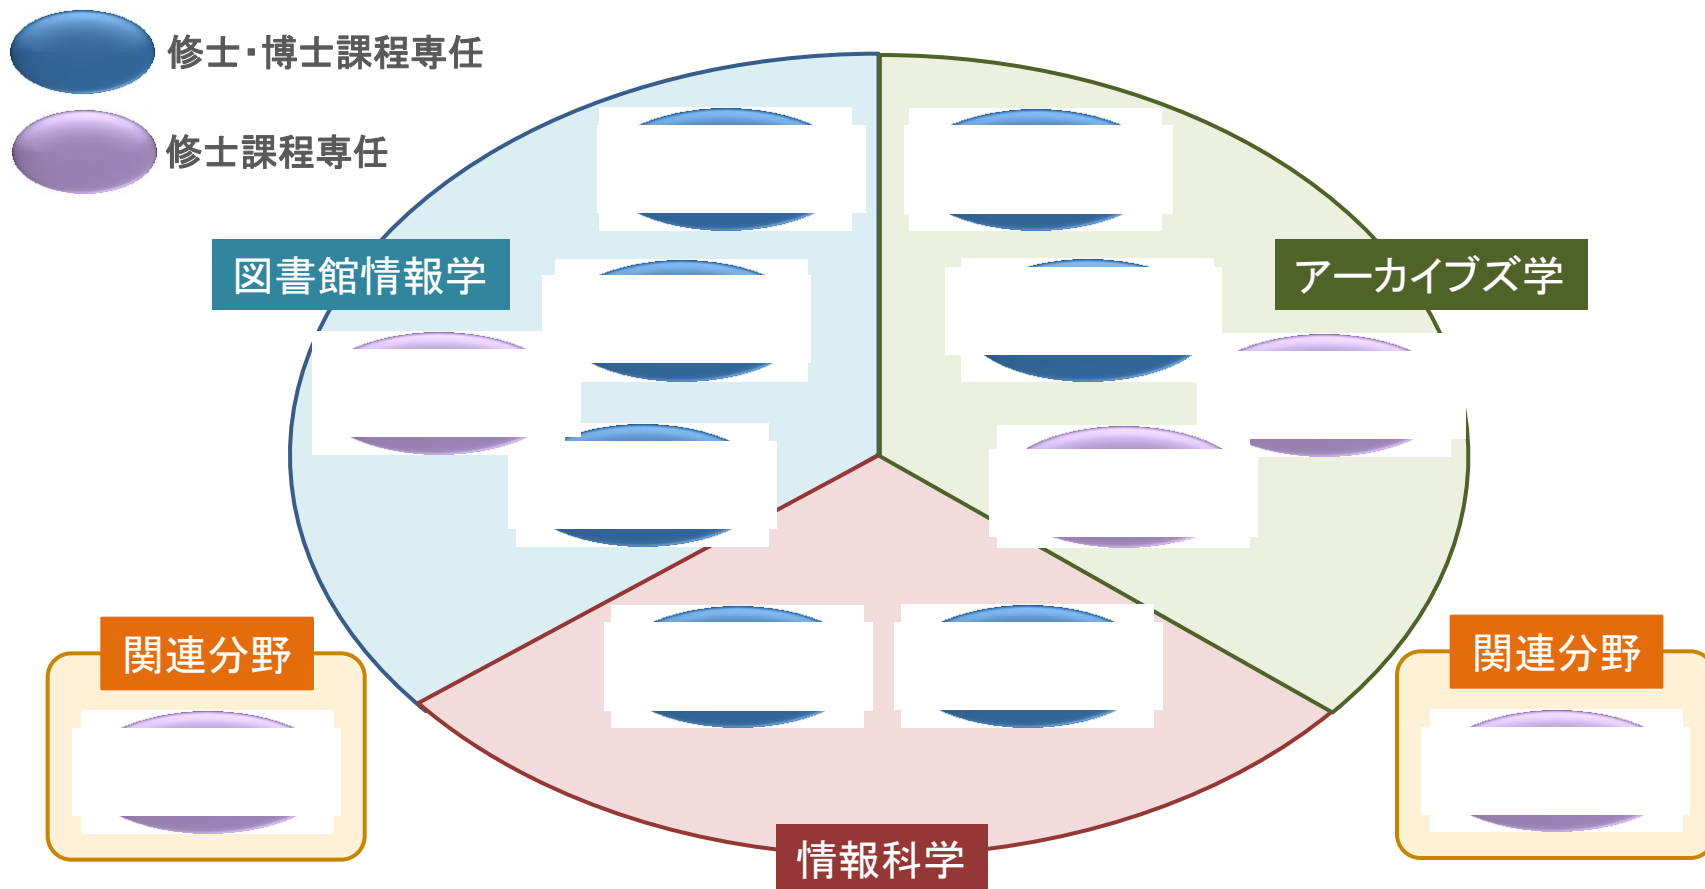 修士・博士課程専任
修士課程専任
図書館情報学
アーカイブズ学
関連分野
関連分野
情報科学